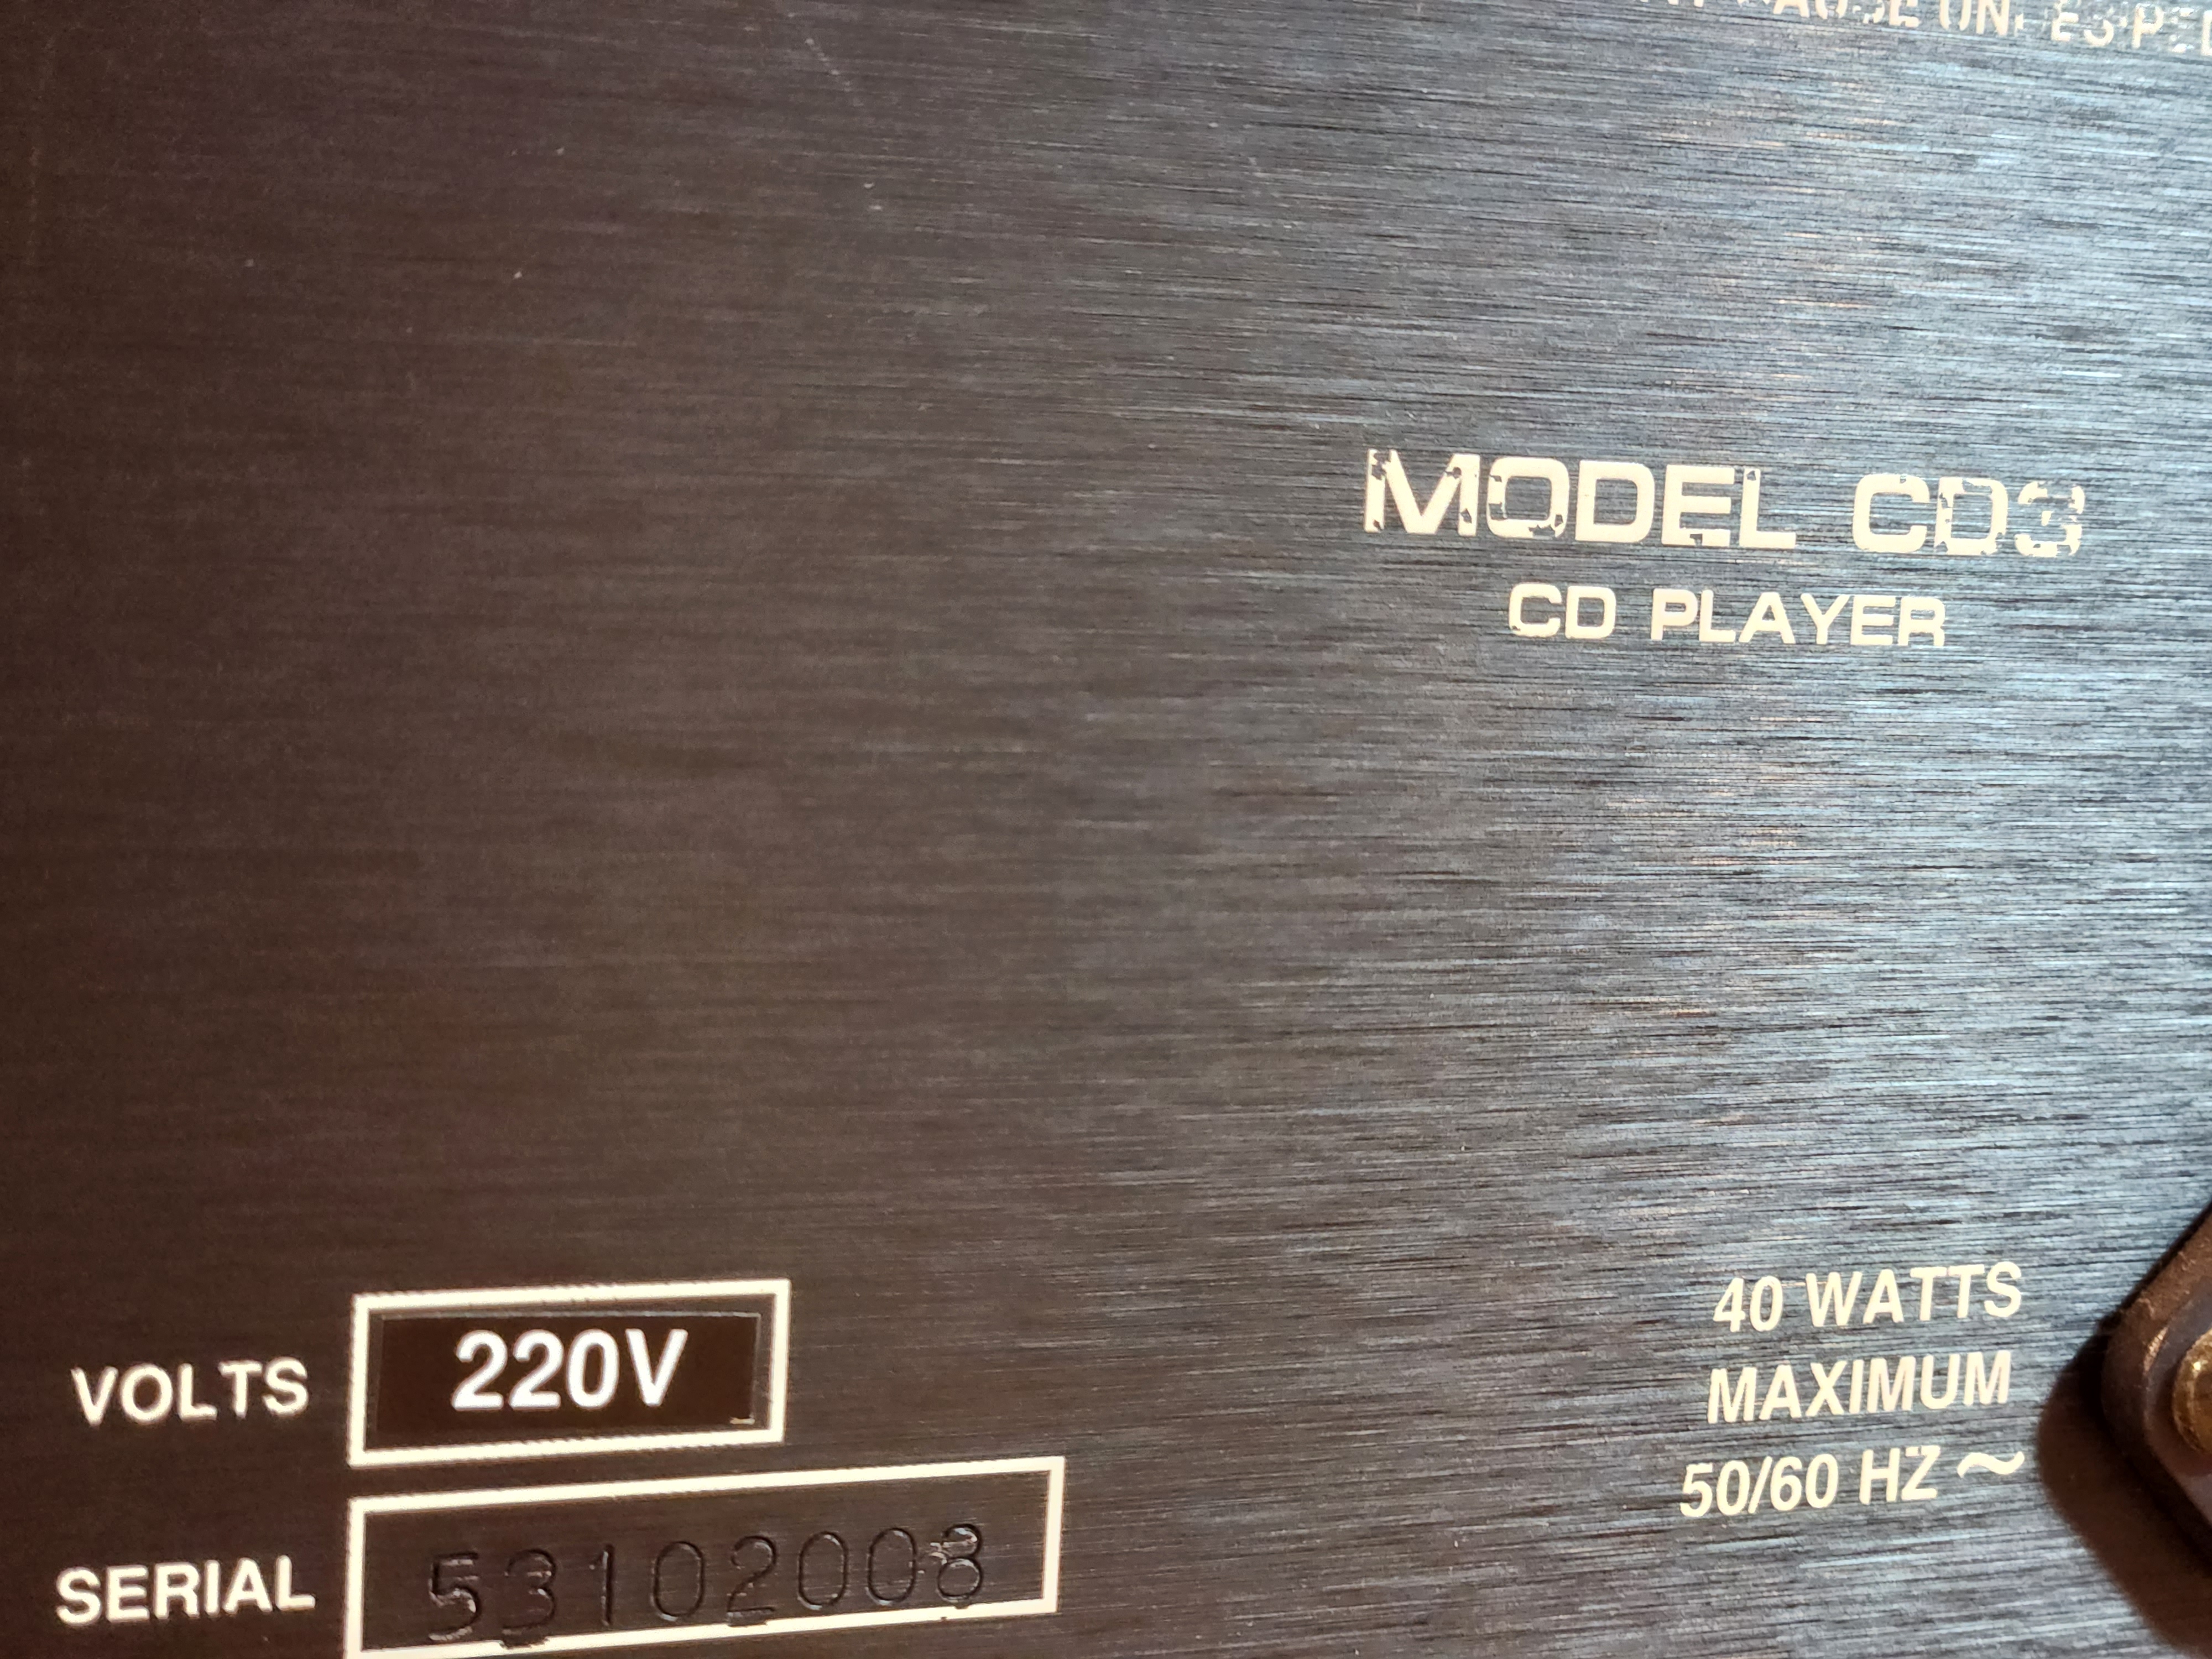 MODEL CD3
CD PLAYER
VOLTS 220V
SERIAL 53102008
40 WATTS
MAXIMUM
50/60 HZ ~